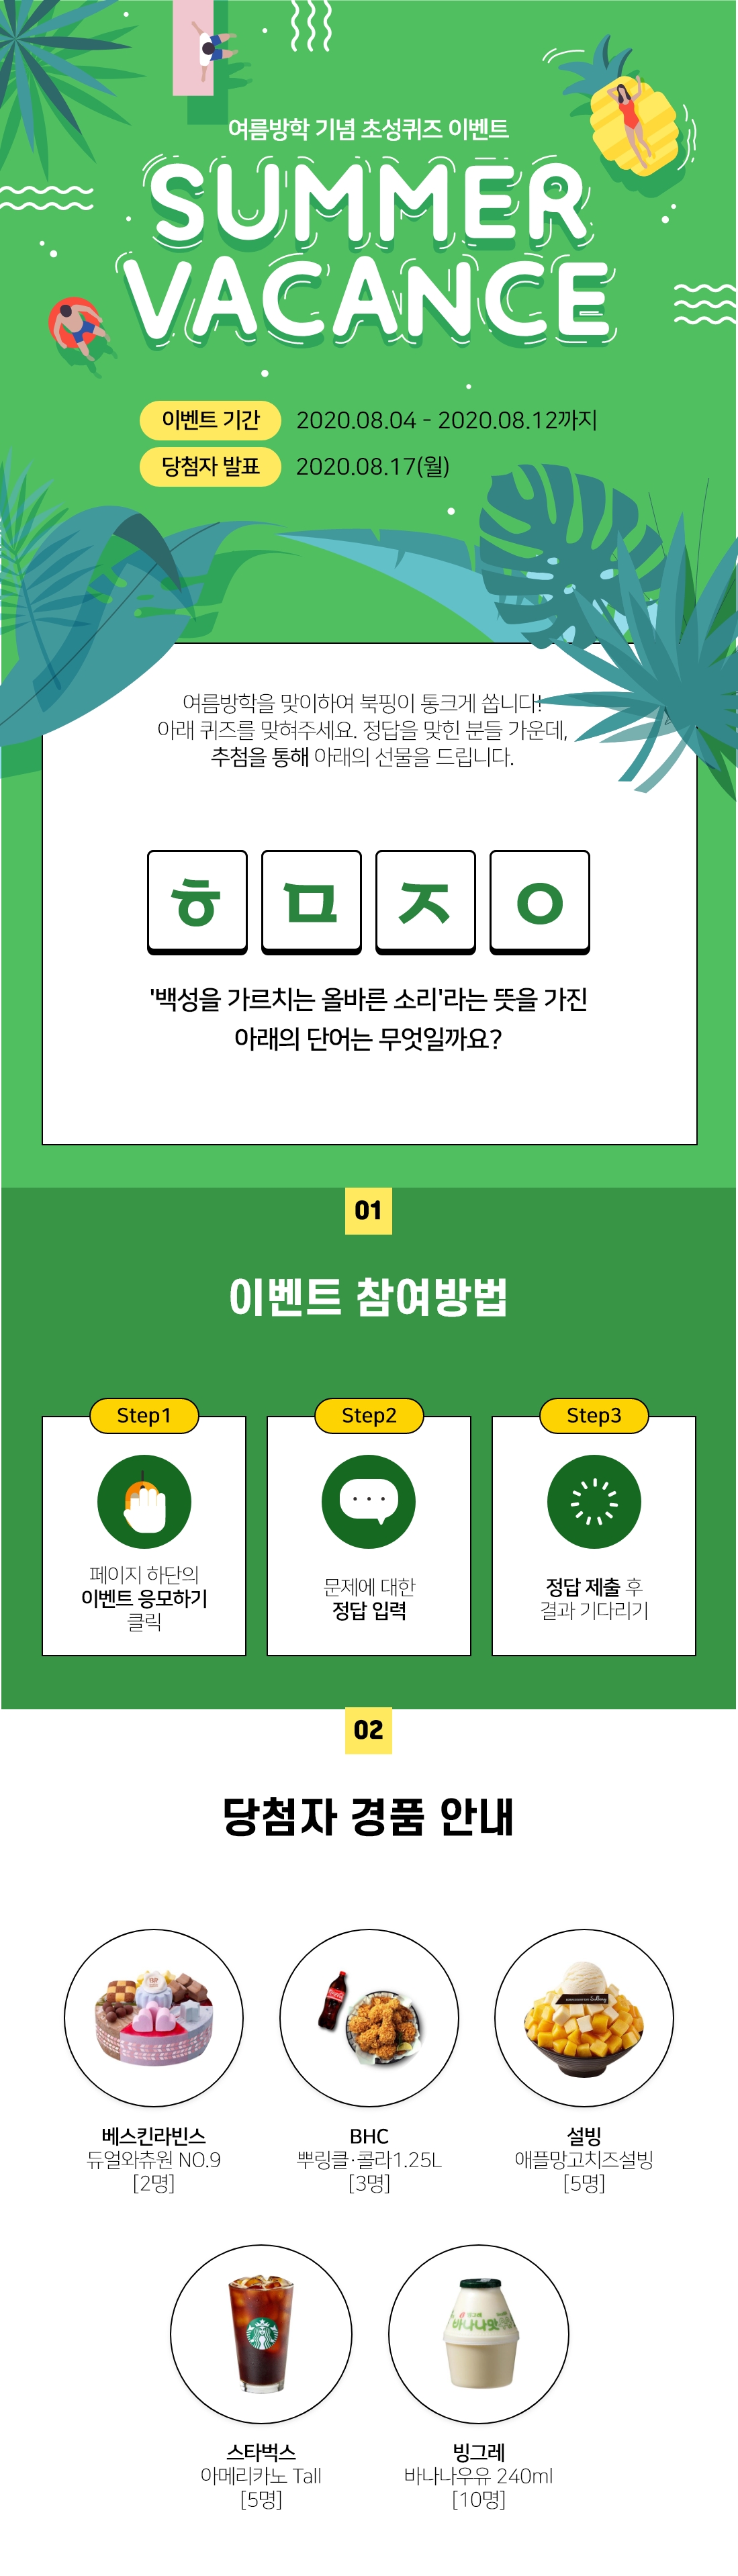 여름방학 기념 초성퀴즈 이벤트
SUMMER
VACANCE
이벤트 기간 2020.08.04 - 2020.08.12까지
당첨자 발표 2020.08.17(월)
여름방학을 맞이하여 북핑이 통크게 쏩니다!
아래 퀴즈를 맞혀주세요. 정답을 맞힌 분들 가운데,
추첨을 통해 아래의 선물을 드립니다.
ㅎ ㅁ ㅈ ㅇ
'백성을 가르치는 올바른 소리'라는 뜻을 가진
아래의 단어는 무엇일까요?
01
이벤트 참여방법
Step1
페이지 하단의
이벤트 응모하기
클릭
Step2
문제에 대한
정답 입력
Step3
정답 제출 후
결과 기다리기
02
당첨자 경품 안내
베스킨라빈스
듀얼와츄원 NO.9
[2명]
BHC
뿌링클·콜라1.25L
[3명]
설빙
애플망고치즈설빙
[5명]
스타벅스
아메리카노 Tall
[5명]
바나나맛
빙그레
바나나우유 240ml
[10명]